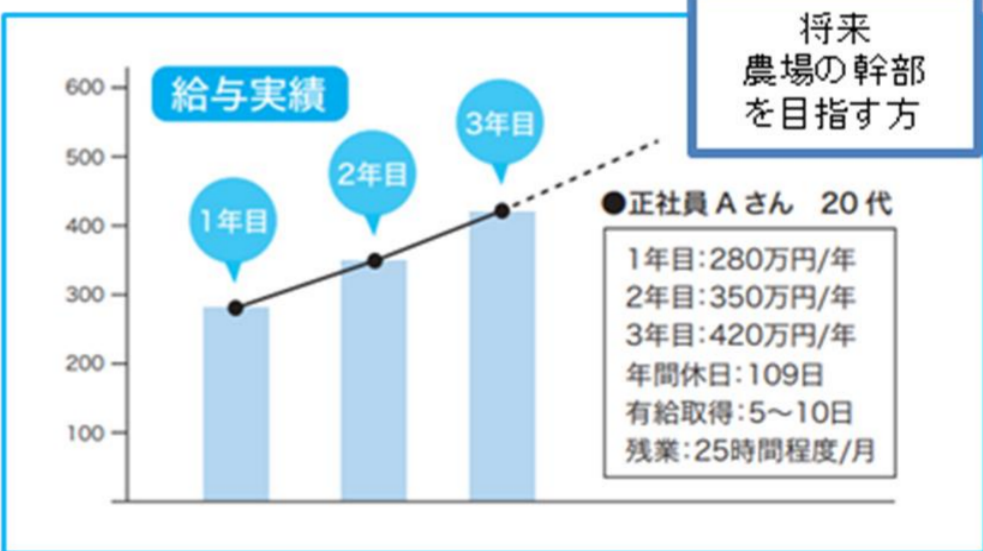 将来
農場の幹部
を目指す方
給与実績
600
500
400
300
200
100
1年目
2年目
3年目
●正社員 A さん　20 代
1年目:280万円/年
2年目:350万円/年
3年目:420万円/年
年間休日:109日
有給取得:5～10日
残業:25時間程度/月